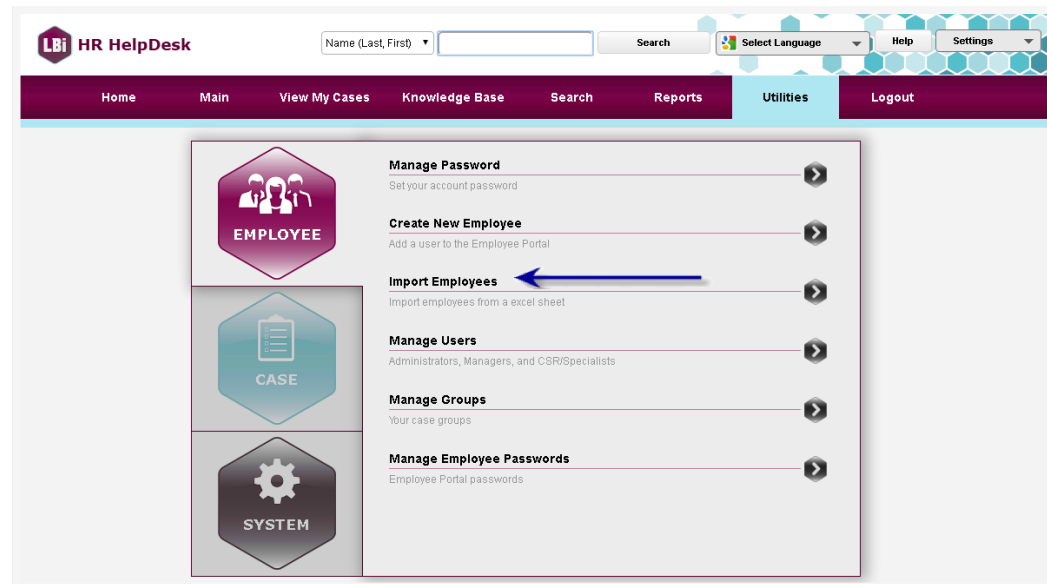 LBi HR HelpDesk
Name (Last, First)
Search
Select Language
Help
Settings
Home
Main
View My Cases
Knowledge Base
Search
Reports
Utilities
Logout
EMPLOYEE
CASE
SYSTEM
Manage Password
Set your account password
Create New Employee
Add a user to the Employee Portal
Import Employees
Import employees from a excel sheet
Manage Users
Administrators, Managers, and CSR/Specialists
Manage Groups
Your case groups
Manage Employee Passwords
Employee Portal passwords